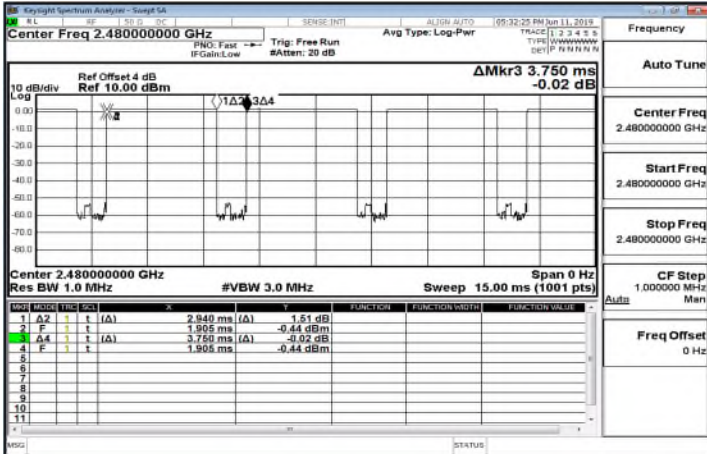 Keysight Spectrum Analyzer - Swept SA
RL RF 50 Ω DC SENSE:INT ALIGN AUTO 05:32:25 PM Jun 11, 2019
Center Freq 2.480000000 GHz
PNO: Fast
IFGain:Low
Trig: Free Run
#Atten: 20 dB
Avg Type: Log-Pwr
TRACE 1 2 3 4 5 6
TYPE WWWWWW
DET P N N N N N
Frequency
Auto Tune
Ref Offset 4 dB
10 dB/div Ref 10.00 dBm
ΔMkr3 3.750 ms
-0.02 dB
Log
0.00
-10.0
-20.0
-30.0
-40.0
-50.0
-60.0
-70.0
-80.0
1Δ2 3Δ4
Center Freq
2.480000000 GHz
Start Freq
2.480000000 GHz
Stop Freq
2.480000000 GHz
CF Step
1.000000 MHz
Auto Man
Freq Offset
0 Hz
Center 2.480000000 GHz Span 0 Hz
Res BW 1.0 MHz #VBW 3.0 MHz Sweep 15.00 ms (1001 pts)
MKR MODE TRC SCL X Y FUNCTION FUNCTION WIDTH FUNCTION VALUE
1 Δ2 1 t (Δ) 2.940 ms (Δ) 1.51 dB
2 F 1 t 1.905 ms -0.44 dBm
3 Δ4 1 t (Δ) 3.750 ms (Δ) -0.02 dB
4 F 1 t 1.905 ms -0.44 dBm
5
6
7
8
9
10
11
MSG STATUS